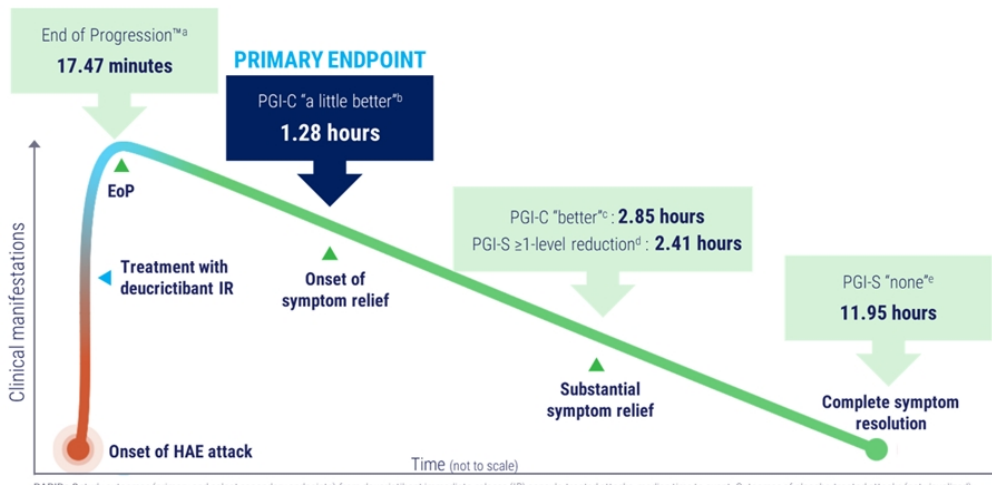 End of Progression™ᵃ
17.47 minutes
PRIMARY ENDPOINT
PGI-C "a little better"ᵇ
1.28 hours
EoP
Treatment with
deucrictibant IR
Onset of
symptom relief
PGI-C "better"ᶜ : 2.85 hours
PGI-S ≥1-level reductionᵈ : 2.41 hours
Substantial
symptom relief
PGI-S "none"ᵉ
11.95 hours
Complete symptom
resolution
Clinical manifestations
Onset of HAE attack
Time (not to scale)